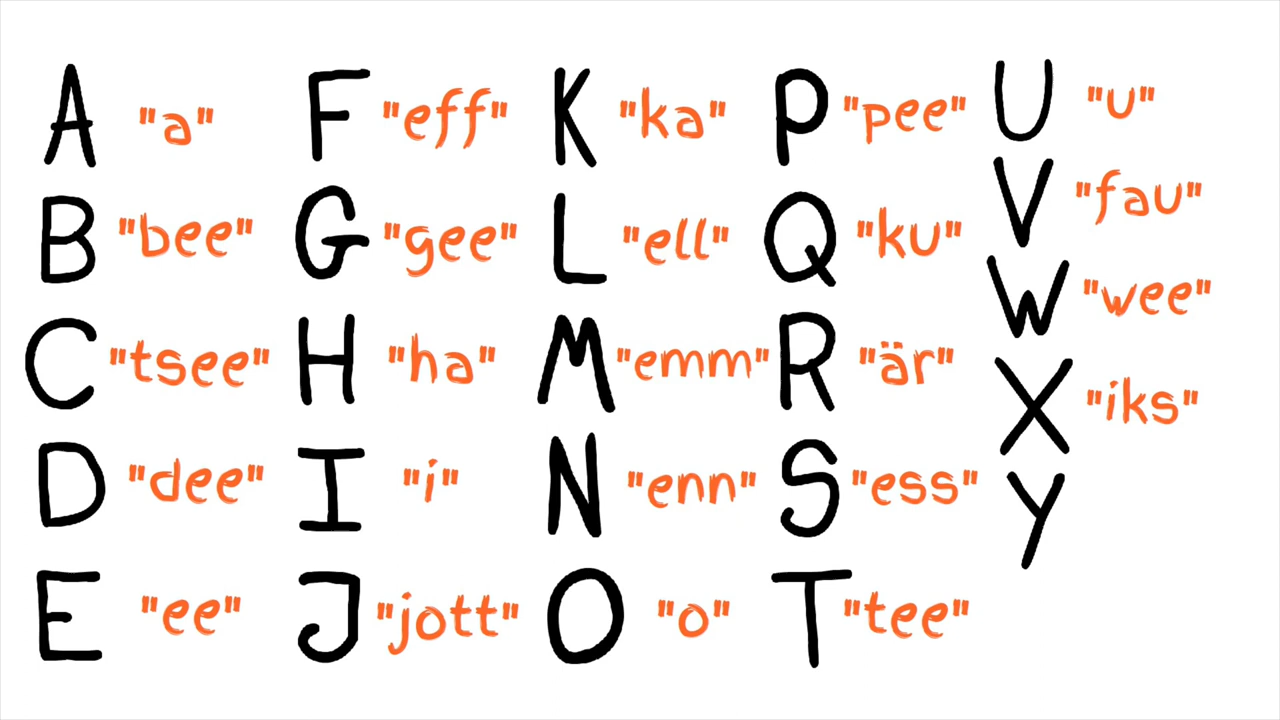 A "a"
B "bee"
C "tsee"
D "dee"
E "ee"
F "eff"
G "gee"
H "ha"
I "i"
J "jott"
K "ka"
L "ell"
M "emm"
N "enn"
O "o"
P "pee"
Q "ku"
R "är"
S "ess"
T "tee"
U "u"
V "fau"
W "wee"
X "iks"
Y